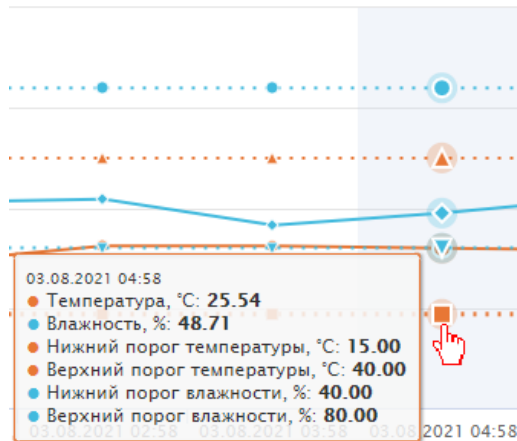 03.08.2021 04:58
Температура, °C: 25.54
Влажность, %: 48.71
Нижний порог температуры, °C: 15.00
Верхний порог температуры, °C: 40.00
Нижний порог влажности, %: 40.00
Верхний порог влажности, %: 80.00
03.08.2021 02:58 03.08.2021 03:58 03.08.2021 04:58